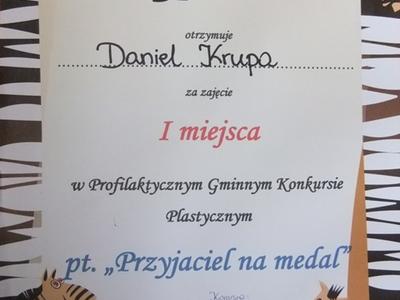 otrzymuje
Daniel Krupa
za zajęcie
I miejsca
w Profilaktycznym Gminnym Konkursie
Plastycznym
pt. „Przyjaciel na medal”